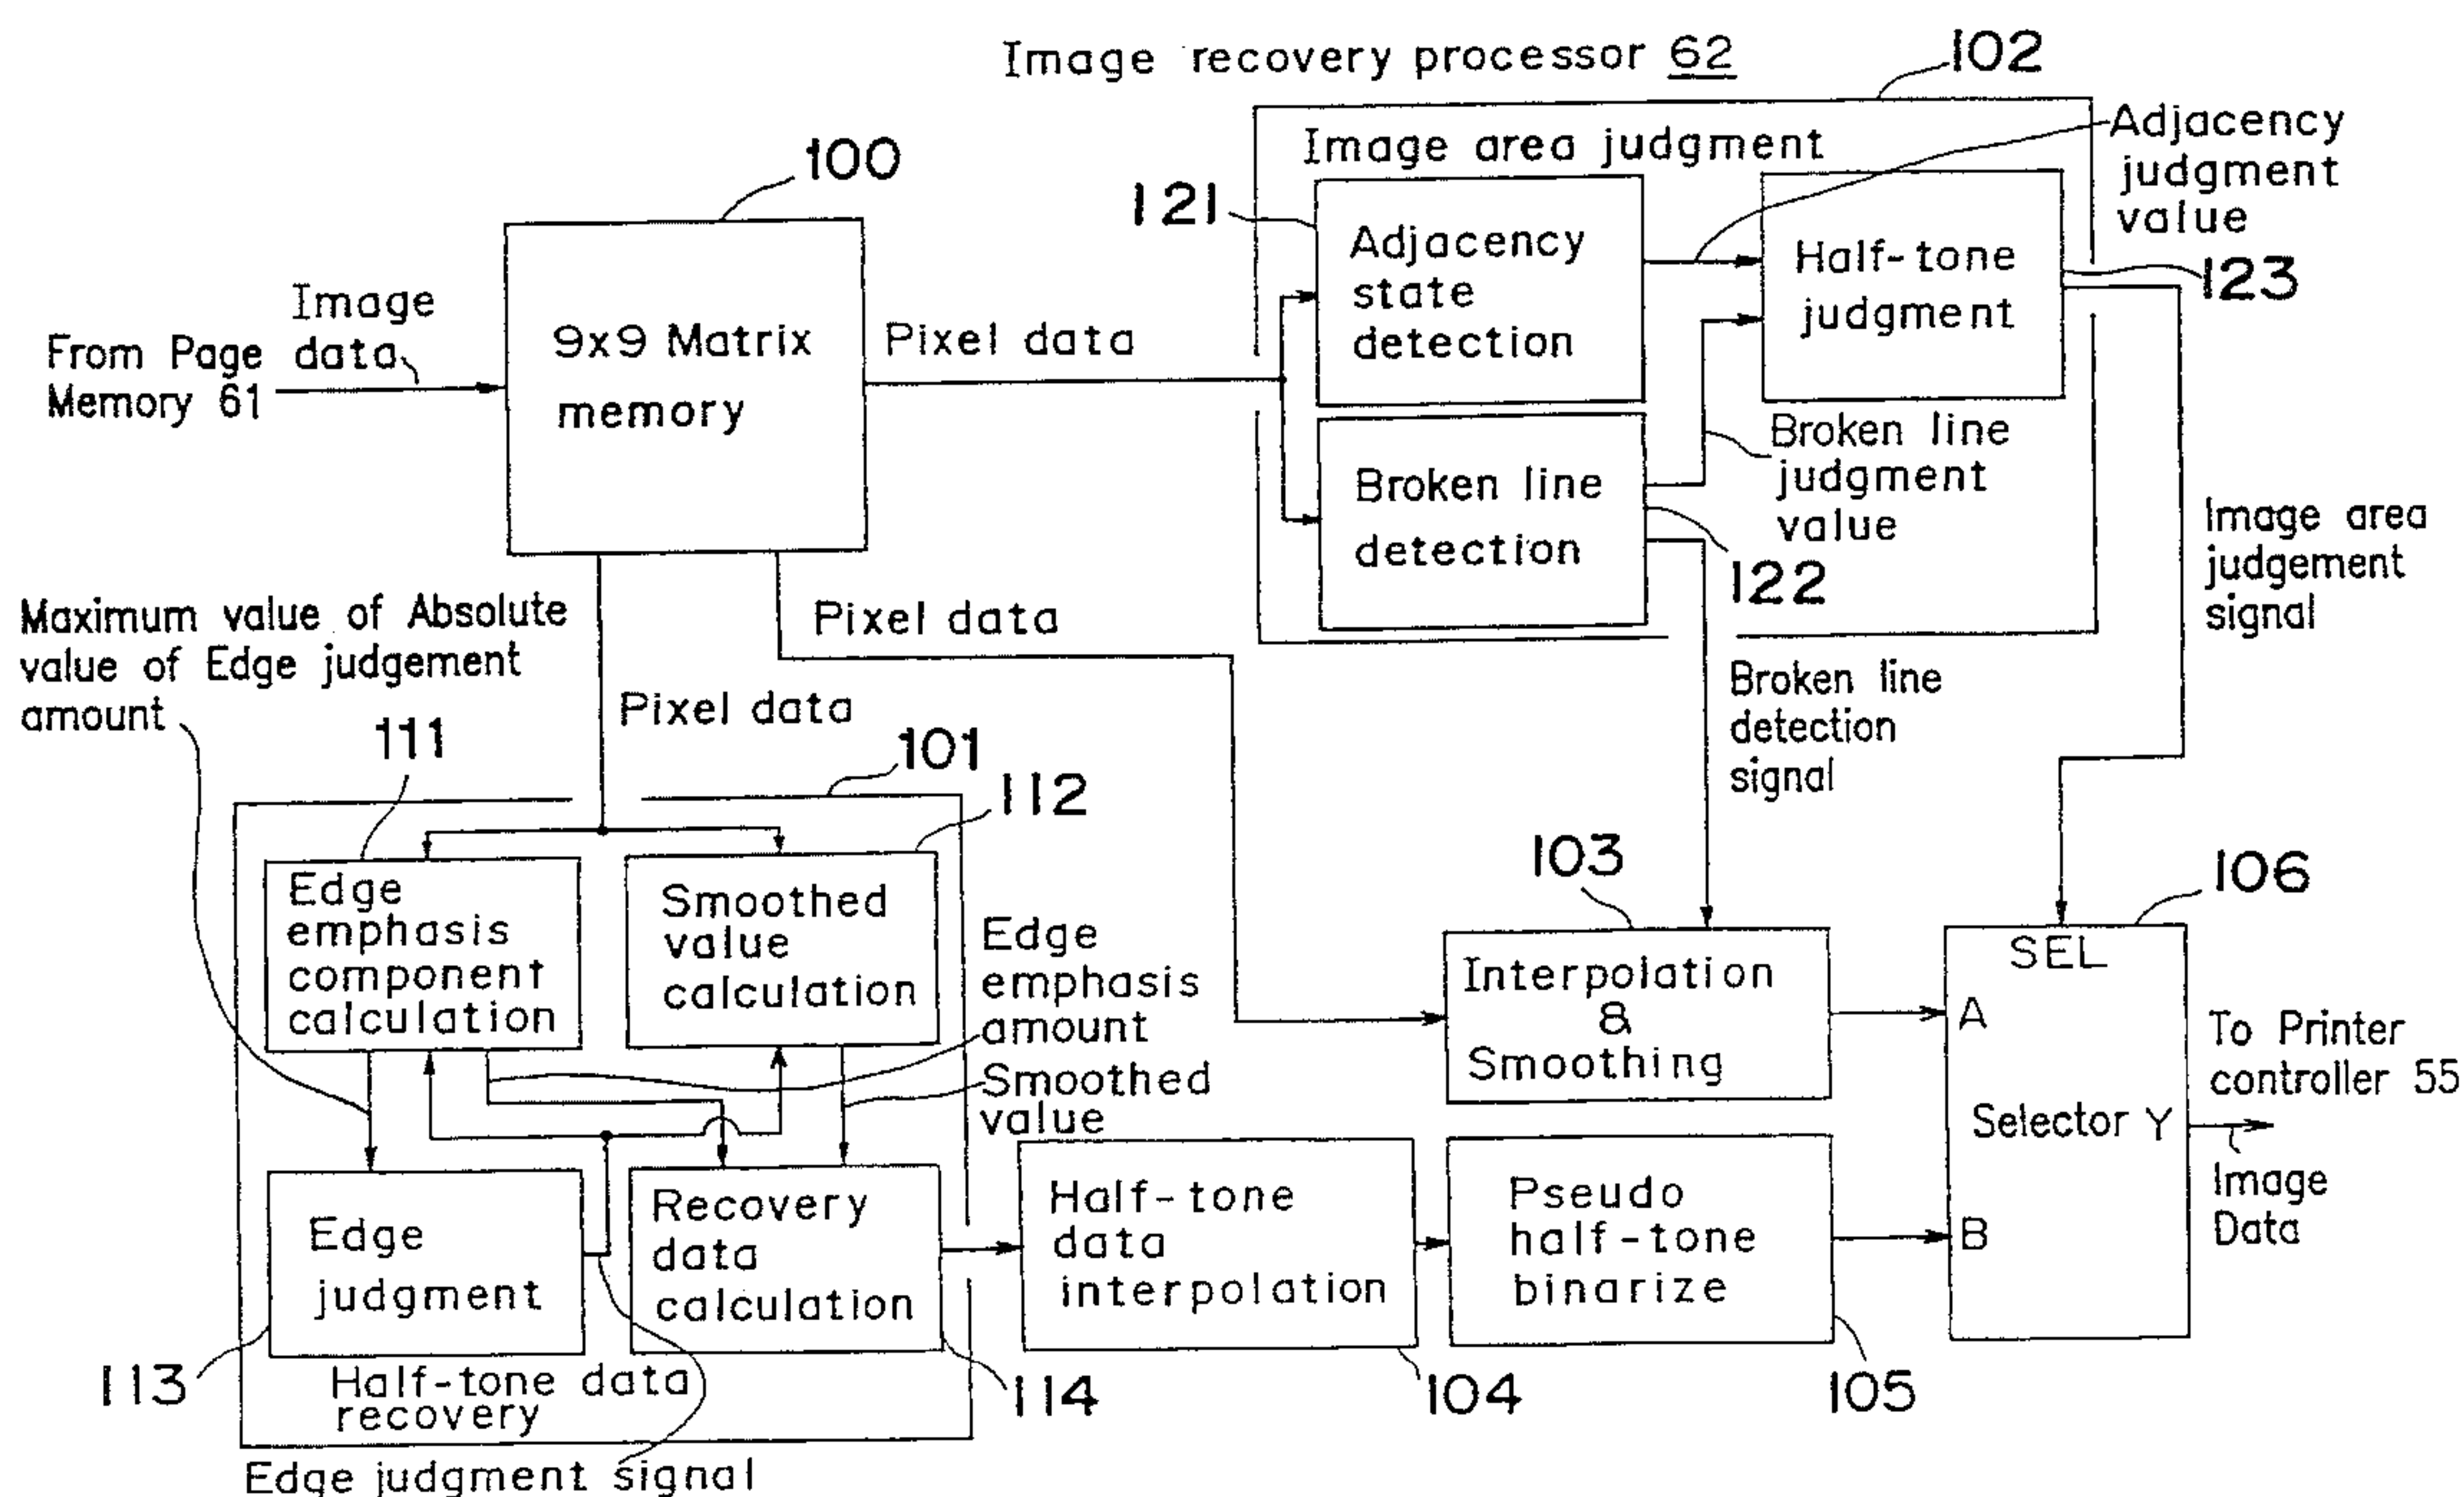 Image recovery processor 62
102
Adjacency
judgment
value
Image area judgment
100
121
Adjacency
state
detection
Half-tone
judgment
123
Image
data
From Page
Memory 61
9x9 Matrix
memory
Pixel data
Broken line
judgment
value
Broken line
detection
122
Image area
judgement
signal
Maximum value of Absolute
value of Edge judgement
amount
Pixel data
Pixel data
Broken line
detection
signal
111
101
112
103
106
Edge
emphasis
component
calculation
Smoothed
value
calculation
Edge
emphasis
amount
Smoothed
value
Interpolation
&
Smoothing
SEL
A
Selector Y
B
To Printer
controller 55
Image
Data
Edge
judgment
Recovery
data
calculation
Half-tone
data
interpolation
Pseudo
half-tone
binarize
113
Half-tone data
recovery
114
104
105
Edge judgment signal